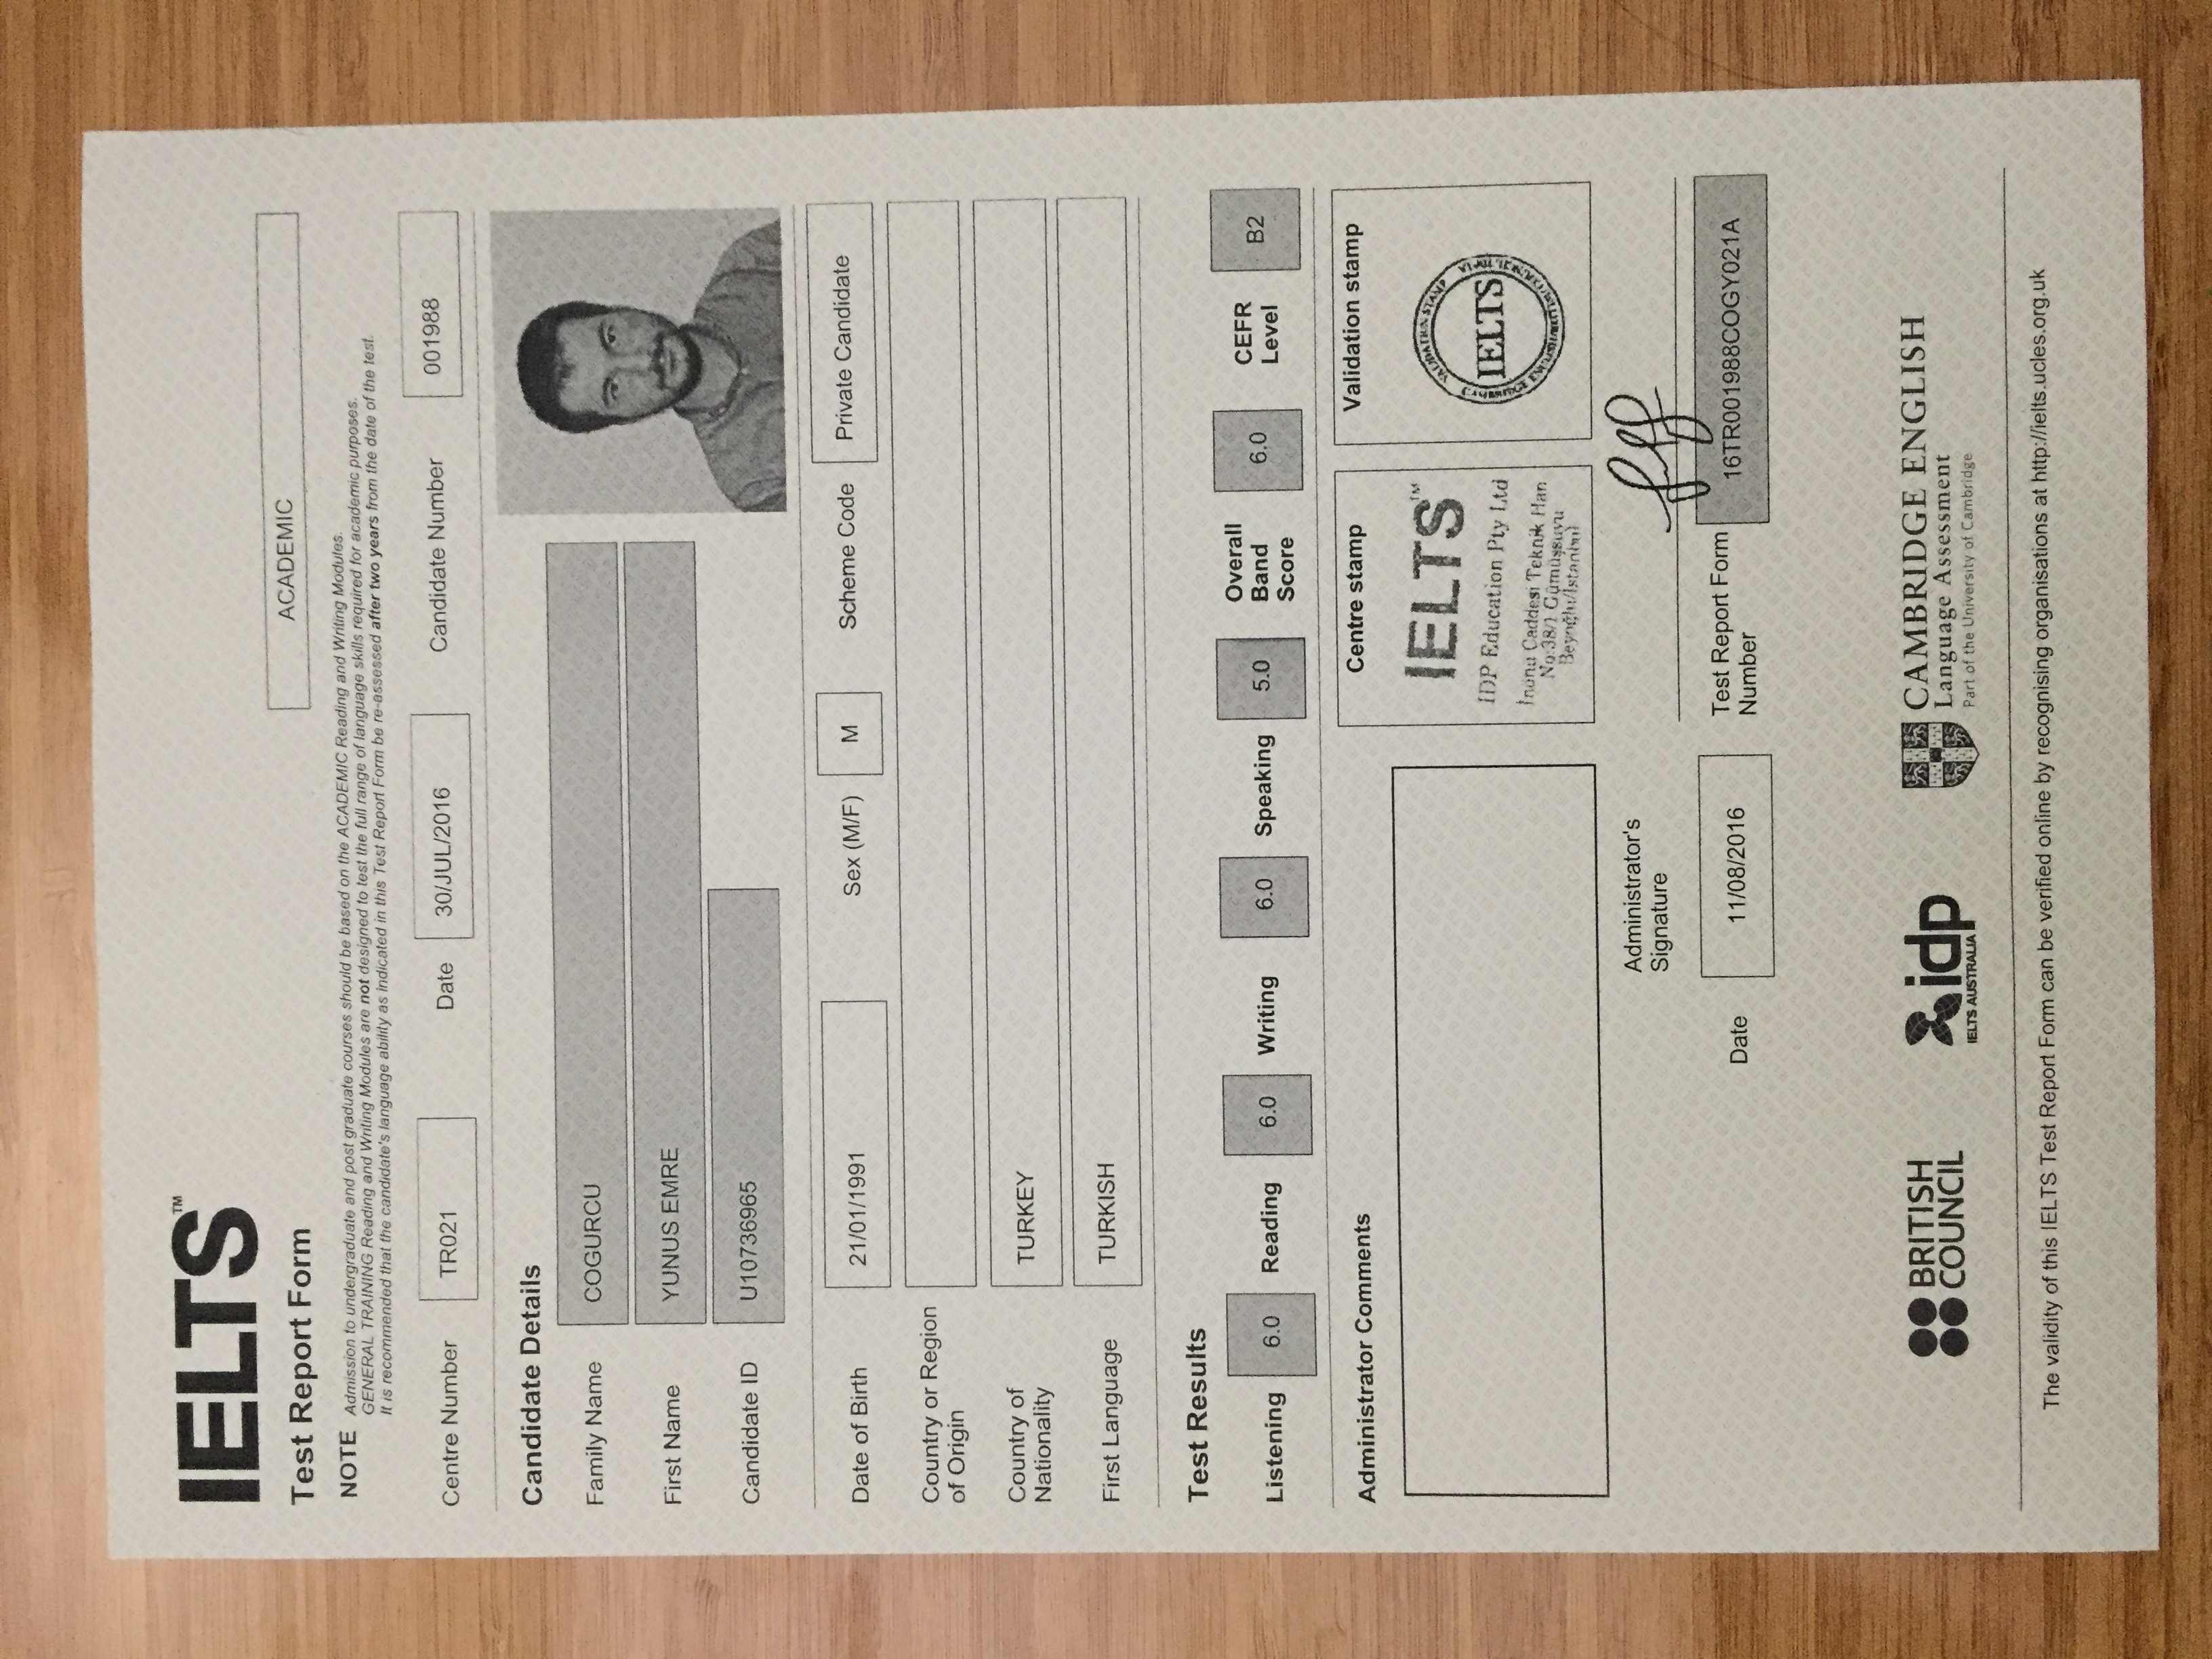 IELTS™
Test Report Form
ACADEMIC
NOTE Admission to undergraduate and post graduate courses should be based on the ACADEMIC Reading and Writing Modules.
GENERAL TRAINING Reading and Writing Modules are not designed to test the full range of language skills required for academic purposes.
It is recommended that the candidate's language ability as indicated in this Test Report Form be re-assessed after two years from the date of the test.
Centre Number TR021 Date 30/JUL/2016 Candidate Number 001988
Candidate Details
Family Name COGURCU
First Name YUNUS EMRE
Candidate ID U10736965
Date of Birth 21/01/1991 Sex (M/F) M Scheme Code Private Candidate
Country or Region
of Origin
Country of
Nationality
TURKEY
First Language TURKISH
Test Results
Listening 6.0 Reading 6.0 Writing 6.0 Speaking 5.0 Overall Band Score 6.0 CEFR Level B2
Administrator Comments
Centre stamp
IELTS™
IDP Education Pty Ltd
İnönü Caddesi Teknik Han
No:38/1 Gümüşsuyu
Beyoğlu/İstanbul
Validation stamp
VALIDATION STAMP
IELTS
Administrator's
Signature
Date 11/08/2016
Test Report Form
Number
16TR001988COGY021A
BRITISH
COUNCIL
idp
IELTS AUSTRALIA
CAMBRIDGE ENGLISH
Language Assessment
Part of the University of Cambridge
The validity of this IELTS Test Report Form can be verified online by recognising organisations at http://ielts.ucles.org.uk